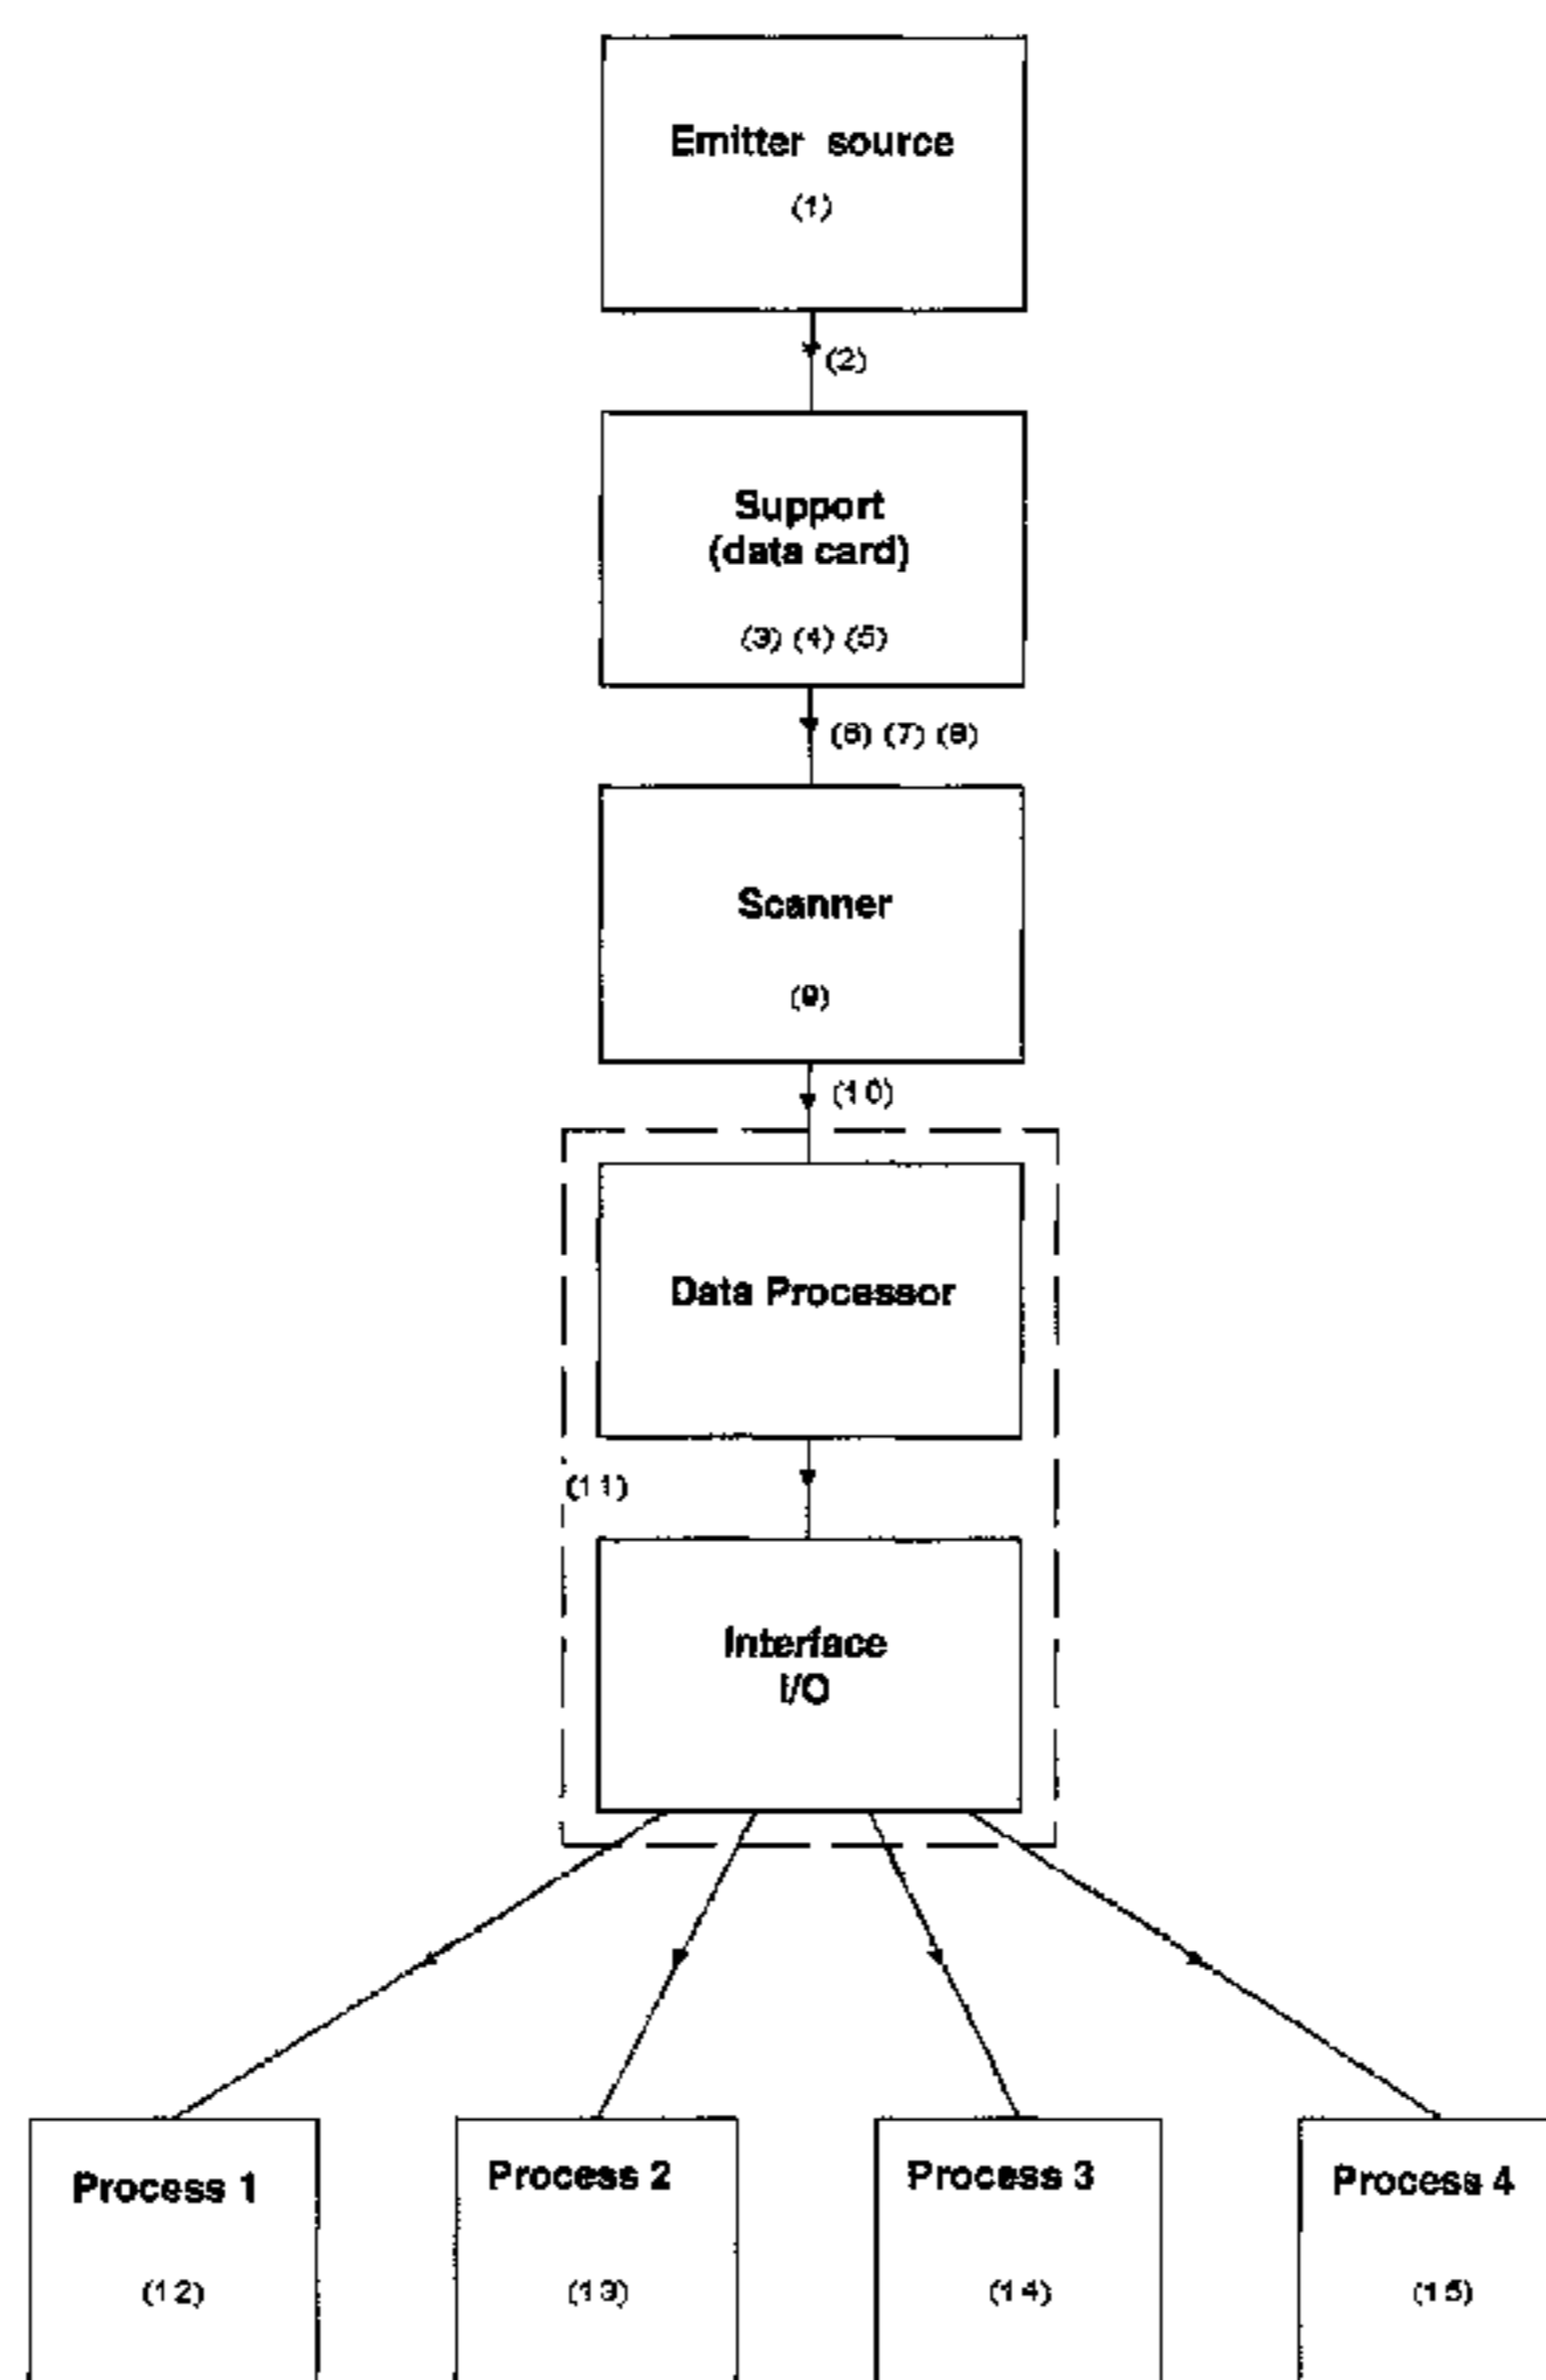 Emitter source
(1)
(2)
Support
(data card)
(3) (4) (5)
(6) (7) (8)
Scanner
(9)
(10)
Data Processor
(11)
Interface
I/O
Process 1
Process 2
Process 3
Process 4
(12)
(13)
(14)
(15)